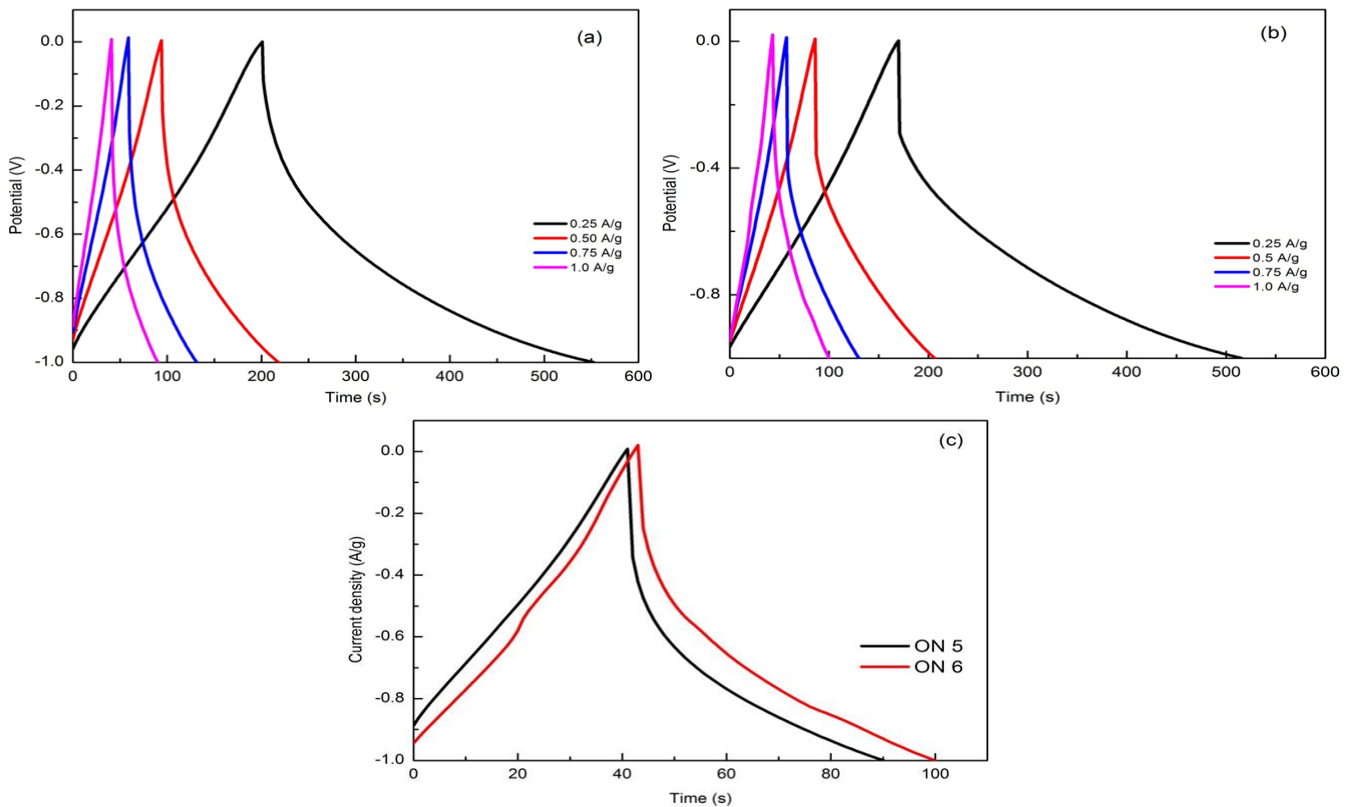 (a)
Potential (V)
0.0
-0.2
-0.4
-0.6
-0.8
-1.0
0.25 A/g
0.50 A/g
0.75 A/g
1.0 A/g
0 100 200 300 400 500 600
Time (s)
(b)
Potential (V)
0.0
-0.4
-0.8
0.25 A/g
0.5 A/g
0.75 A/g
1.0 A/g
0 100 200 300 400 500 600
Time (s)
(c)
Current density (A/g)
0.0
-0.2
-0.4
-0.6
-0.8
-1.0
ON 5
ON 6
0 20 40 60 80 100
Time (s)